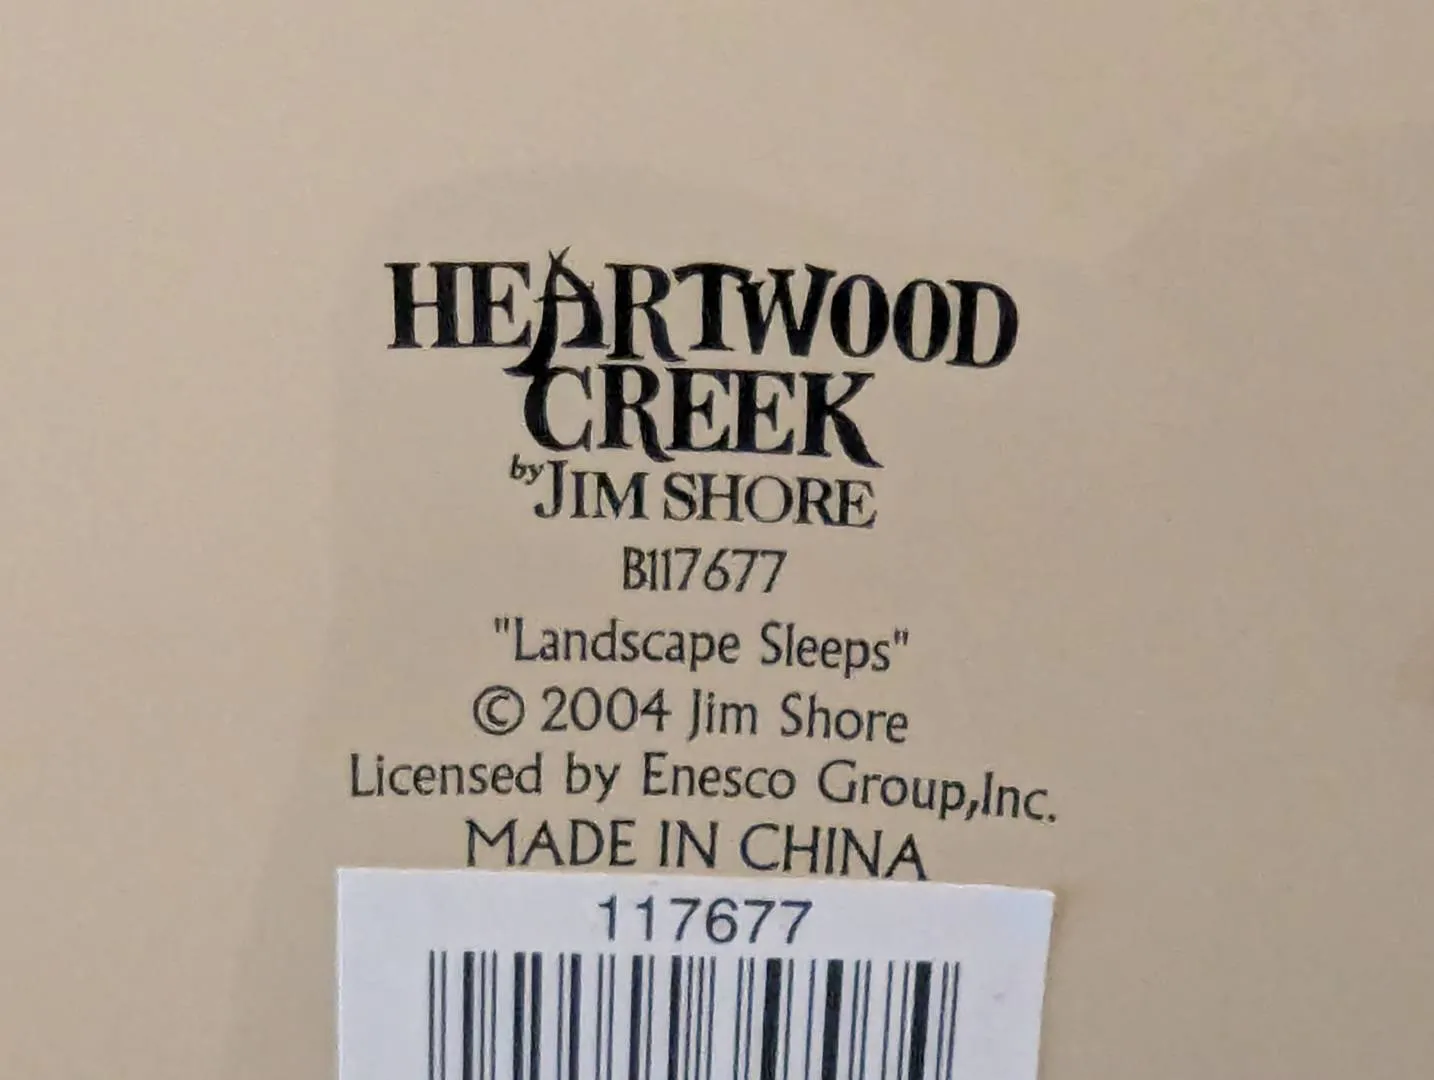 HEARTWOOD
CREEK
by JIM SHORE
B117677
"Landscape Sleeps"
© 2004 Jim Shore
Licensed by Enesco Group,Inc.
MADE IN CHINA
117677